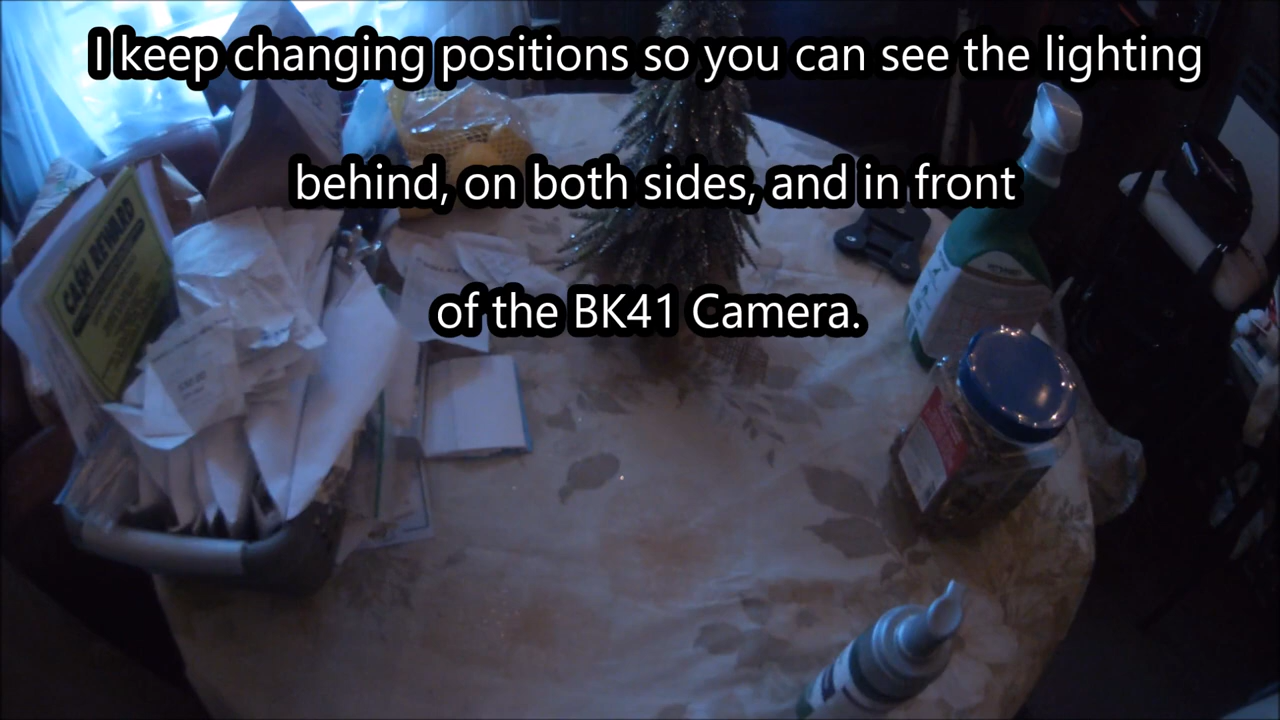 I keep changing positions so you can see the lighting
behind, on both sides, and in front
of the BK41 Camera.
CASH REWARD